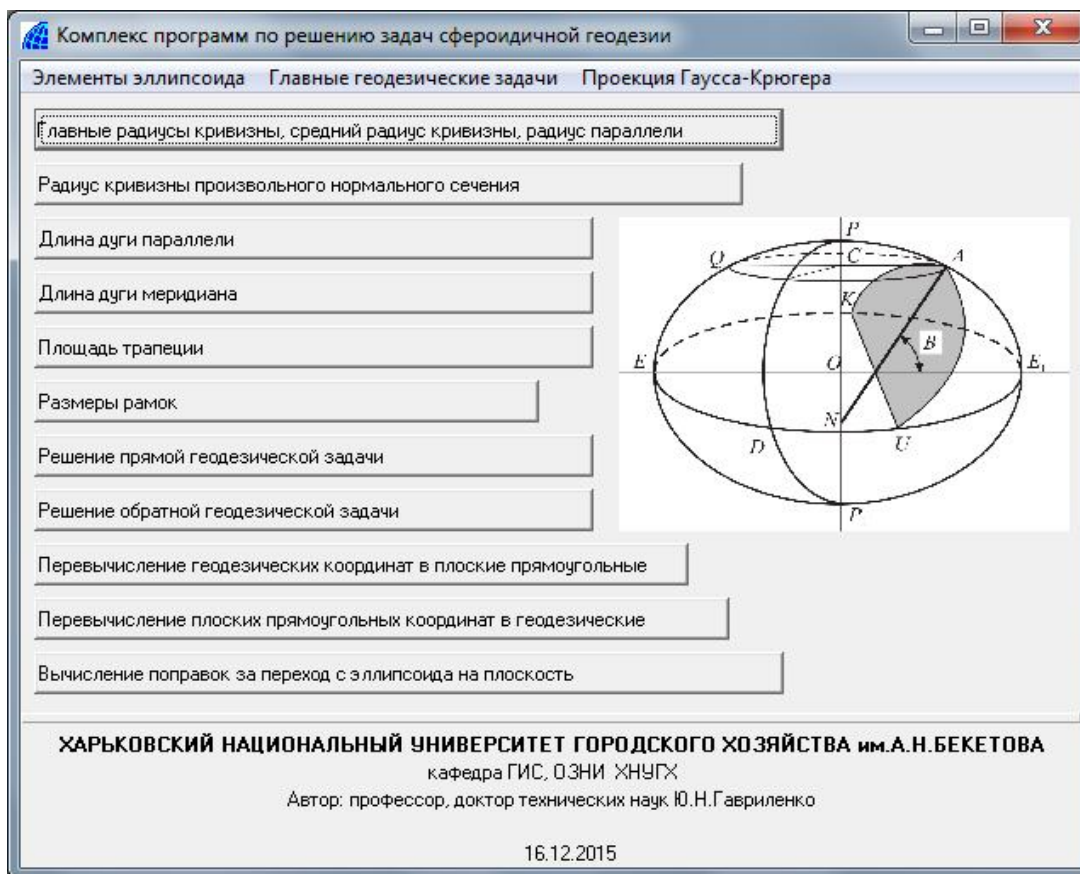 Комплекс программ по решению задач сфероидичной геодезии
Элементы эллипсоида Главные геодезические задачи Проекция Гаусса-Крюгера
Главные радиусы кривизны, средний радиус кривизны, радиус параллели
Радиус кривизны произвольного нормального сечения
Длина дуги параллели
Длина дуги меридиана
Площадь трапеции
Размеры рамок
Решение прямой геодезической задачи
Решение обратной геодезической задачи
Перевычисление геодезических координат в плоские прямоугольные
Перевычисление плоских прямоугольных координат в геодезические
Вычисление поправок за переход с эллипсоида на плоскость
P
Q C A
K
B
E O E₁
N
D U
P
ХАРЬКОВСКИЙ НАЦИОНАЛЬНЫЙ УНИВЕРСИТЕТ ГОРОДСКОГО ХОЗЯЙСТВА им.А.Н.БЕКЕТОВА
кафедра ГИС, ОЗНИ ХНУГХ
Автор: профессор, доктор технических наук Ю.Н.Гавриленко
16.12.2015